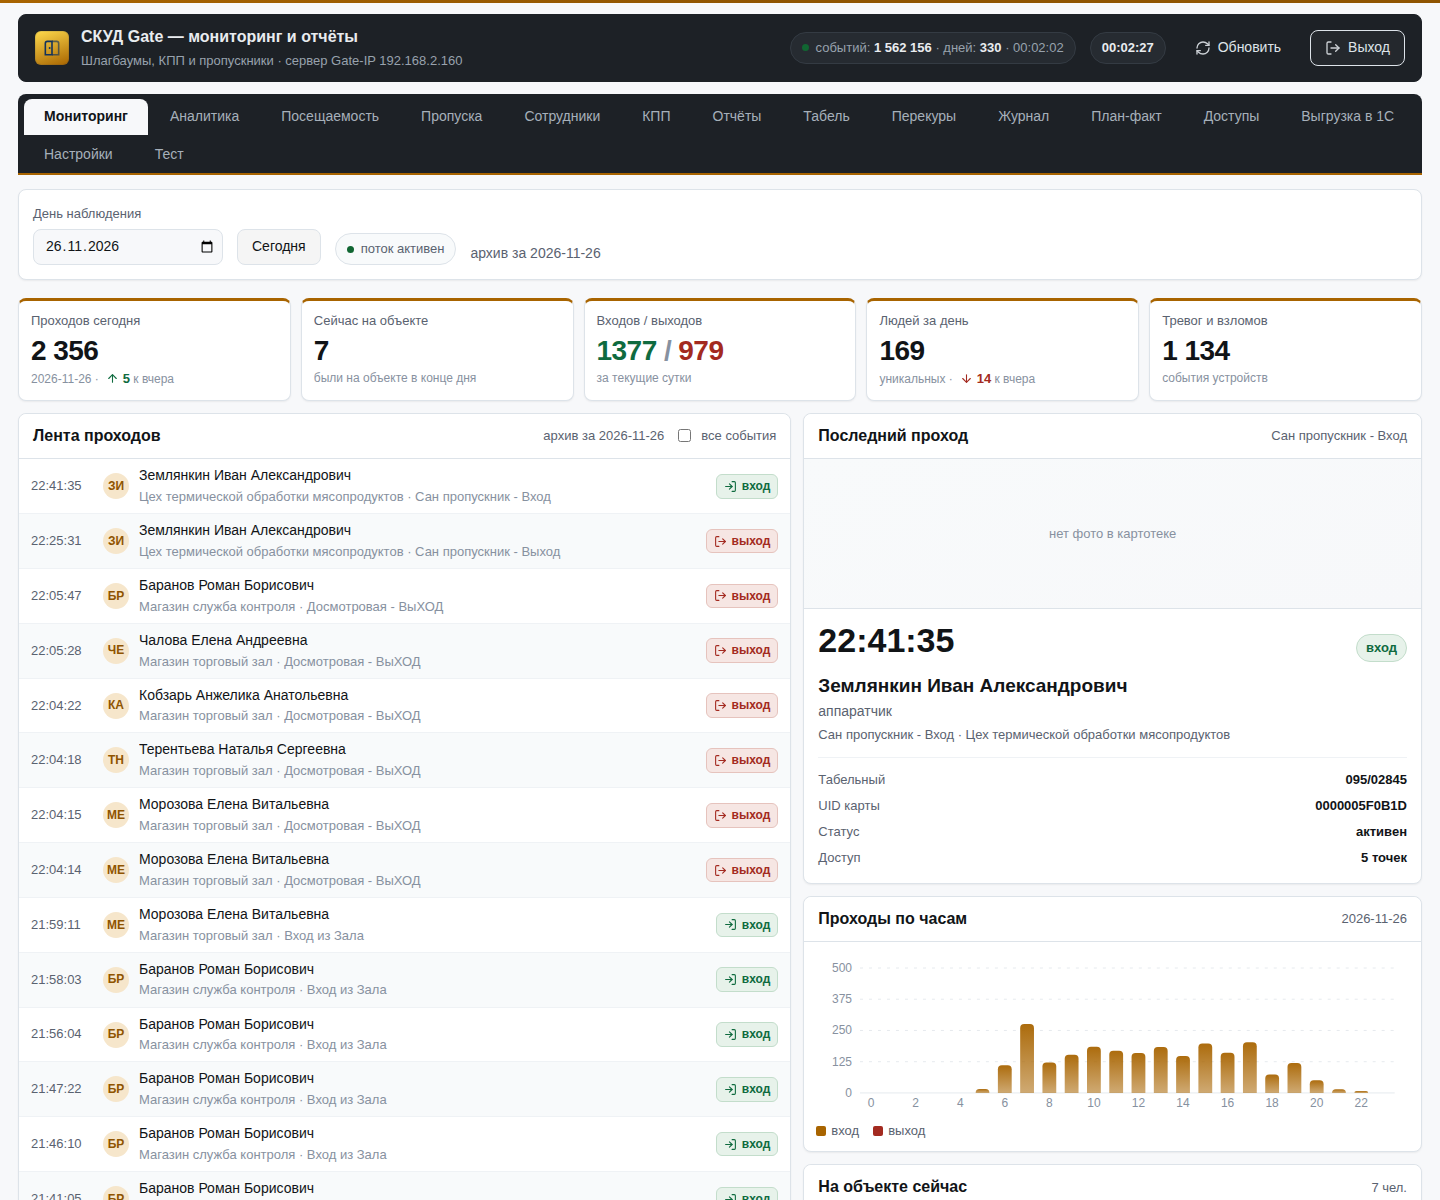 СКУД Gate — мониторинг и отчёты
Шлагбаумы, КПП и пропускники · сервер Gate-IP 192.168.2.160
событий: 1 562 156 · дней: 330 · 00:02:02
00:02:27
Обновить
Выход
Мониторинг Аналитика Посещаемость Пропуска Сотрудники КПП Отчёты Табель Перекуры Журнал План-факт Доступы Выгрузка в 1С
Настройки Тест
День наблюдения
26.11.2026
Сегодня
поток активен
архив за 2026-11-26
Проходов сегодня
2 356
2026-11-26 · 5 к вчера
Сейчас на объекте
7
были на объекте в конце дня
Входов / выходов
1377 / 979
за текущие сутки
Людей за день
169
уникальных · 14 к вчера
Тревог и взломов
1 134
события устройств
Лента проходов
архив за 2026-11-26 все события
22:41:35 ЗИ Землянкин Иван Александрович вход
Цех термической обработки мясопродуктов · Сан пропускник - Вход
22:25:31 ЗИ Землянкин Иван Александрович выход
Цех термической обработки мясопродуктов · Сан пропускник - Выход
22:05:47 БР Баранов Роман Борисович выход
Магазин служба контроля · Досмотровая - ВыХОД
22:05:28 ЧЕ Чалова Елена Андреевна выход
Магазин торговый зал · Досмотровая - ВыХОД
22:04:22 КА Кобзарь Анжелика Анатольевна выход
Магазин торговый зал · Досмотровая - ВыХОД
22:04:18 ТН Терентьева Наталья Сергеевна выход
Магазин торговый зал · Досмотровая - ВыХОД
22:04:15 МЕ Морозова Елена Витальевна выход
Магазин торговый зал · Досмотровая - ВыХОД
22:04:14 МЕ Морозова Елена Витальевна выход
Магазин торговый зал · Досмотровая - ВыХОД
21:59:11 МЕ Морозова Елена Витальевна вход
Магазин торговый зал · Вход из Зала
21:58:03 БР Баранов Роман Борисович вход
Магазин служба контроля · Вход из Зала
21:56:04 БР Баранов Роман Борисович вход
Магазин служба контроля · Вход из Зала
21:47:22 БР Баранов Роман Борисович вход
Магазин служба контроля · Вход из Зала
21:46:10 БР Баранов Роман Борисович вход
Магазин служба контроля · Вход из Зала
21:41:05 БР Баранов Роман Борисович вход
Последний проход
Сан пропускник - Вход
нет фото в картотеке
22:41:35
вход
Землянкин Иван Александрович
аппаратчик
Сан пропускник - Вход · Цех термической обработки мясопродуктов
Табельный 095/02845
UID карты 0000005F0B1D
Статус активен
Доступ 5 точек
Проходы по часам
2026-11-26
500
375
250
125
0
0 2 4 6 8 10 12 14 16 18 20 22
вход выход
На объекте сейчас
7 чел.